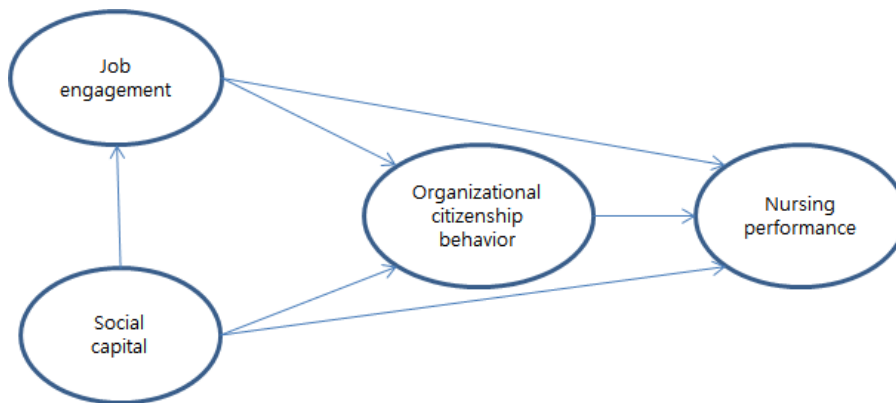 Job
engagement
Organizational
citizenship
behavior
Nursing
performance
Social
capital